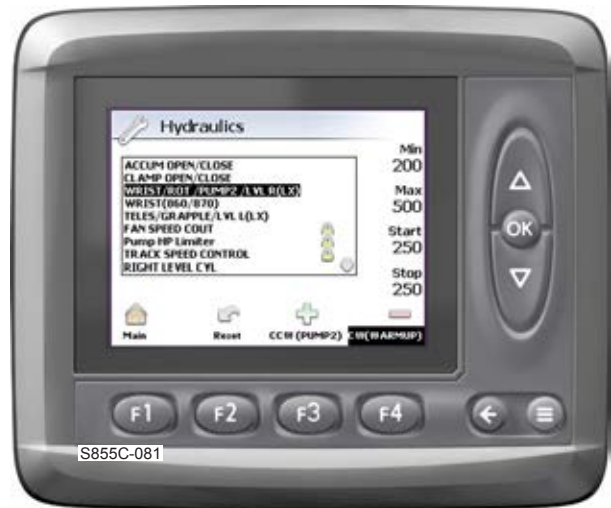 Hydraulics
ACCUM OPEN/CLOSE
CLAMP OPEN/CLOSE
WRIST/ROT /PUMP2 /LVL R(LX)
WRIST(860/870)
TELES/GRAPPLE/LVL L(LX)
FAN SPEED COUT
Pump HP Limiter
TRACK SPEED CONTROL
RIGHT LEVEL CYL
Min
200
Max
500
Start
250
Stop
250
Main
Reset
CCW (PUMP2)
CW(WARMUP)
OK
F1
F2
F3
F4
S855C-081